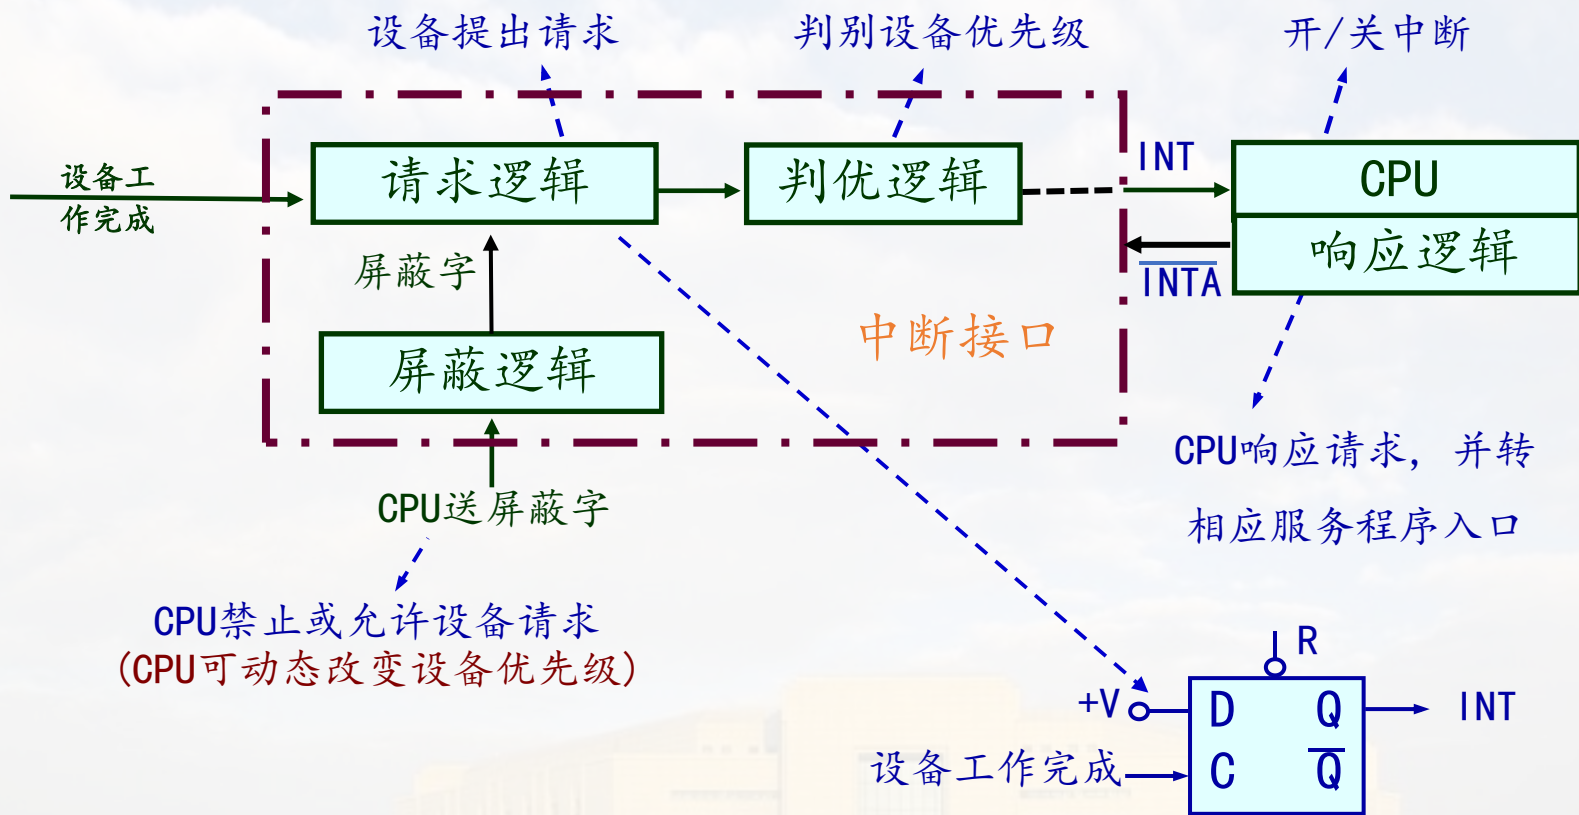 设备提出请求
判别设备优先级
开/关中断
设备工
作完成
请求逻辑
判优逻辑
INT
CPU
响应逻辑
INTA
屏蔽字
中断接口
屏蔽逻辑
CPU送屏蔽字
CPU响应请求，并转
相应服务程序入口
CPU禁止或允许设备请求
(CPU可动态改变设备优先级)
R
+V
D Q
INT
设备工作完成
C Q